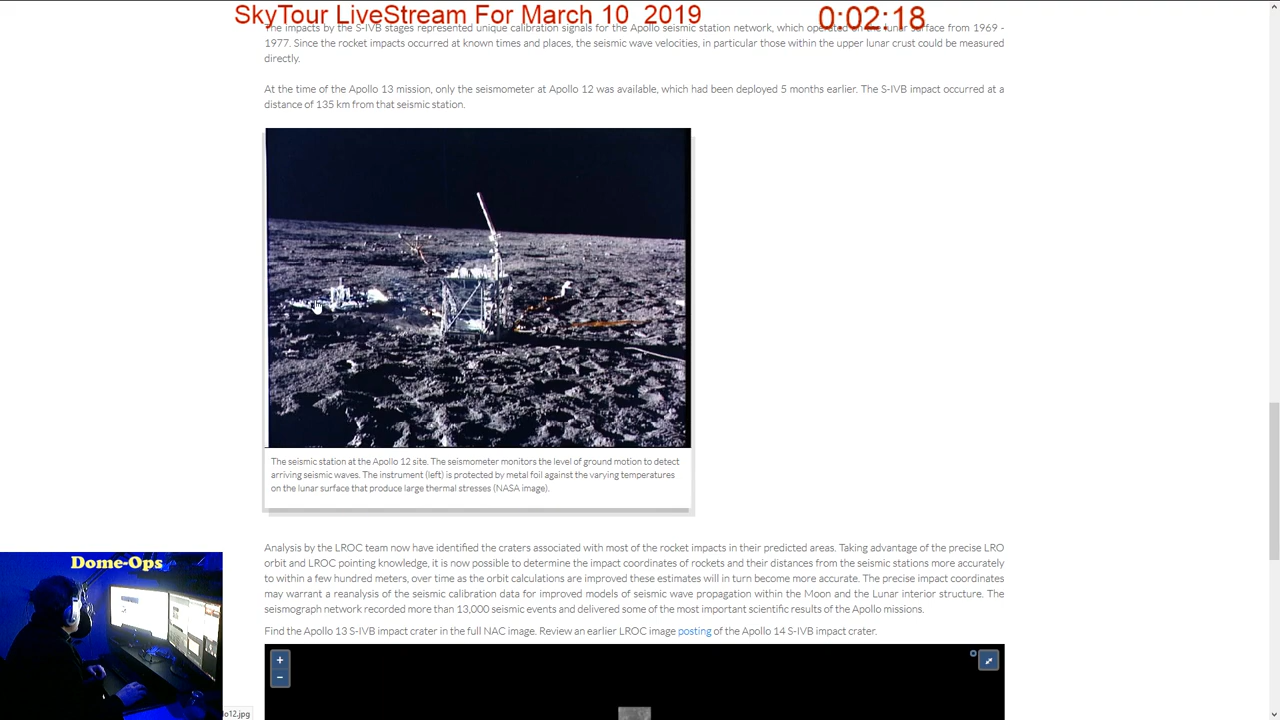 SkyTour LiveStream For March 10 2019
0:02:18
The impacts by the S-IVB stages represented unique calibration signals for the Apollo seismic station network, which operated on the lunar surface from 1969 -
1977. Since the rocket impacts occurred at known times and places, the seismic wave velocities, in particular those within the upper lunar crust could be measured
directly.
At the time of the Apollo 13 mission, only the seismometer at Apollo 12 was available, which had been deployed 5 months earlier. The S-IVB impact occurred at a
distance of 135 km from that seismic station.
The seismic station at the Apollo 12 site. The seismometer monitors the level of ground motion to detect
arriving seismic waves. The instrument (left) is protected by metal foil against the varying temperatures
on the lunar surface that produce large thermal stresses (NASA image).
Analysis by the LROC team now have identified the craters associated with most of the rocket impacts in their predicted areas. Taking advantage of the precise LRO
orbit and LROC pointing knowledge, it is now possible to determine the impact coordinates of rockets and their distances from the seismic stations more accurately
to within a few hundred meters, over time as the orbit calculations are improved these estimates will in turn become more accurate. The precise impact coordinates
may warrant a reanalysis of the seismic calibration data for improved models of seismic wave propagation within the Moon and the Lunar interior structure. The
seismograph network recorded more than 13,000 seismic events and delivered some of the most important scientific results of the Apollo missions.
Find the Apollo 13 S-IVB impact crater in the full NAC image. Review an earlier LROC image posting of the Apollo 14 S-IVB impact crater.
Dome-Ops
+
−
lo12.jpg